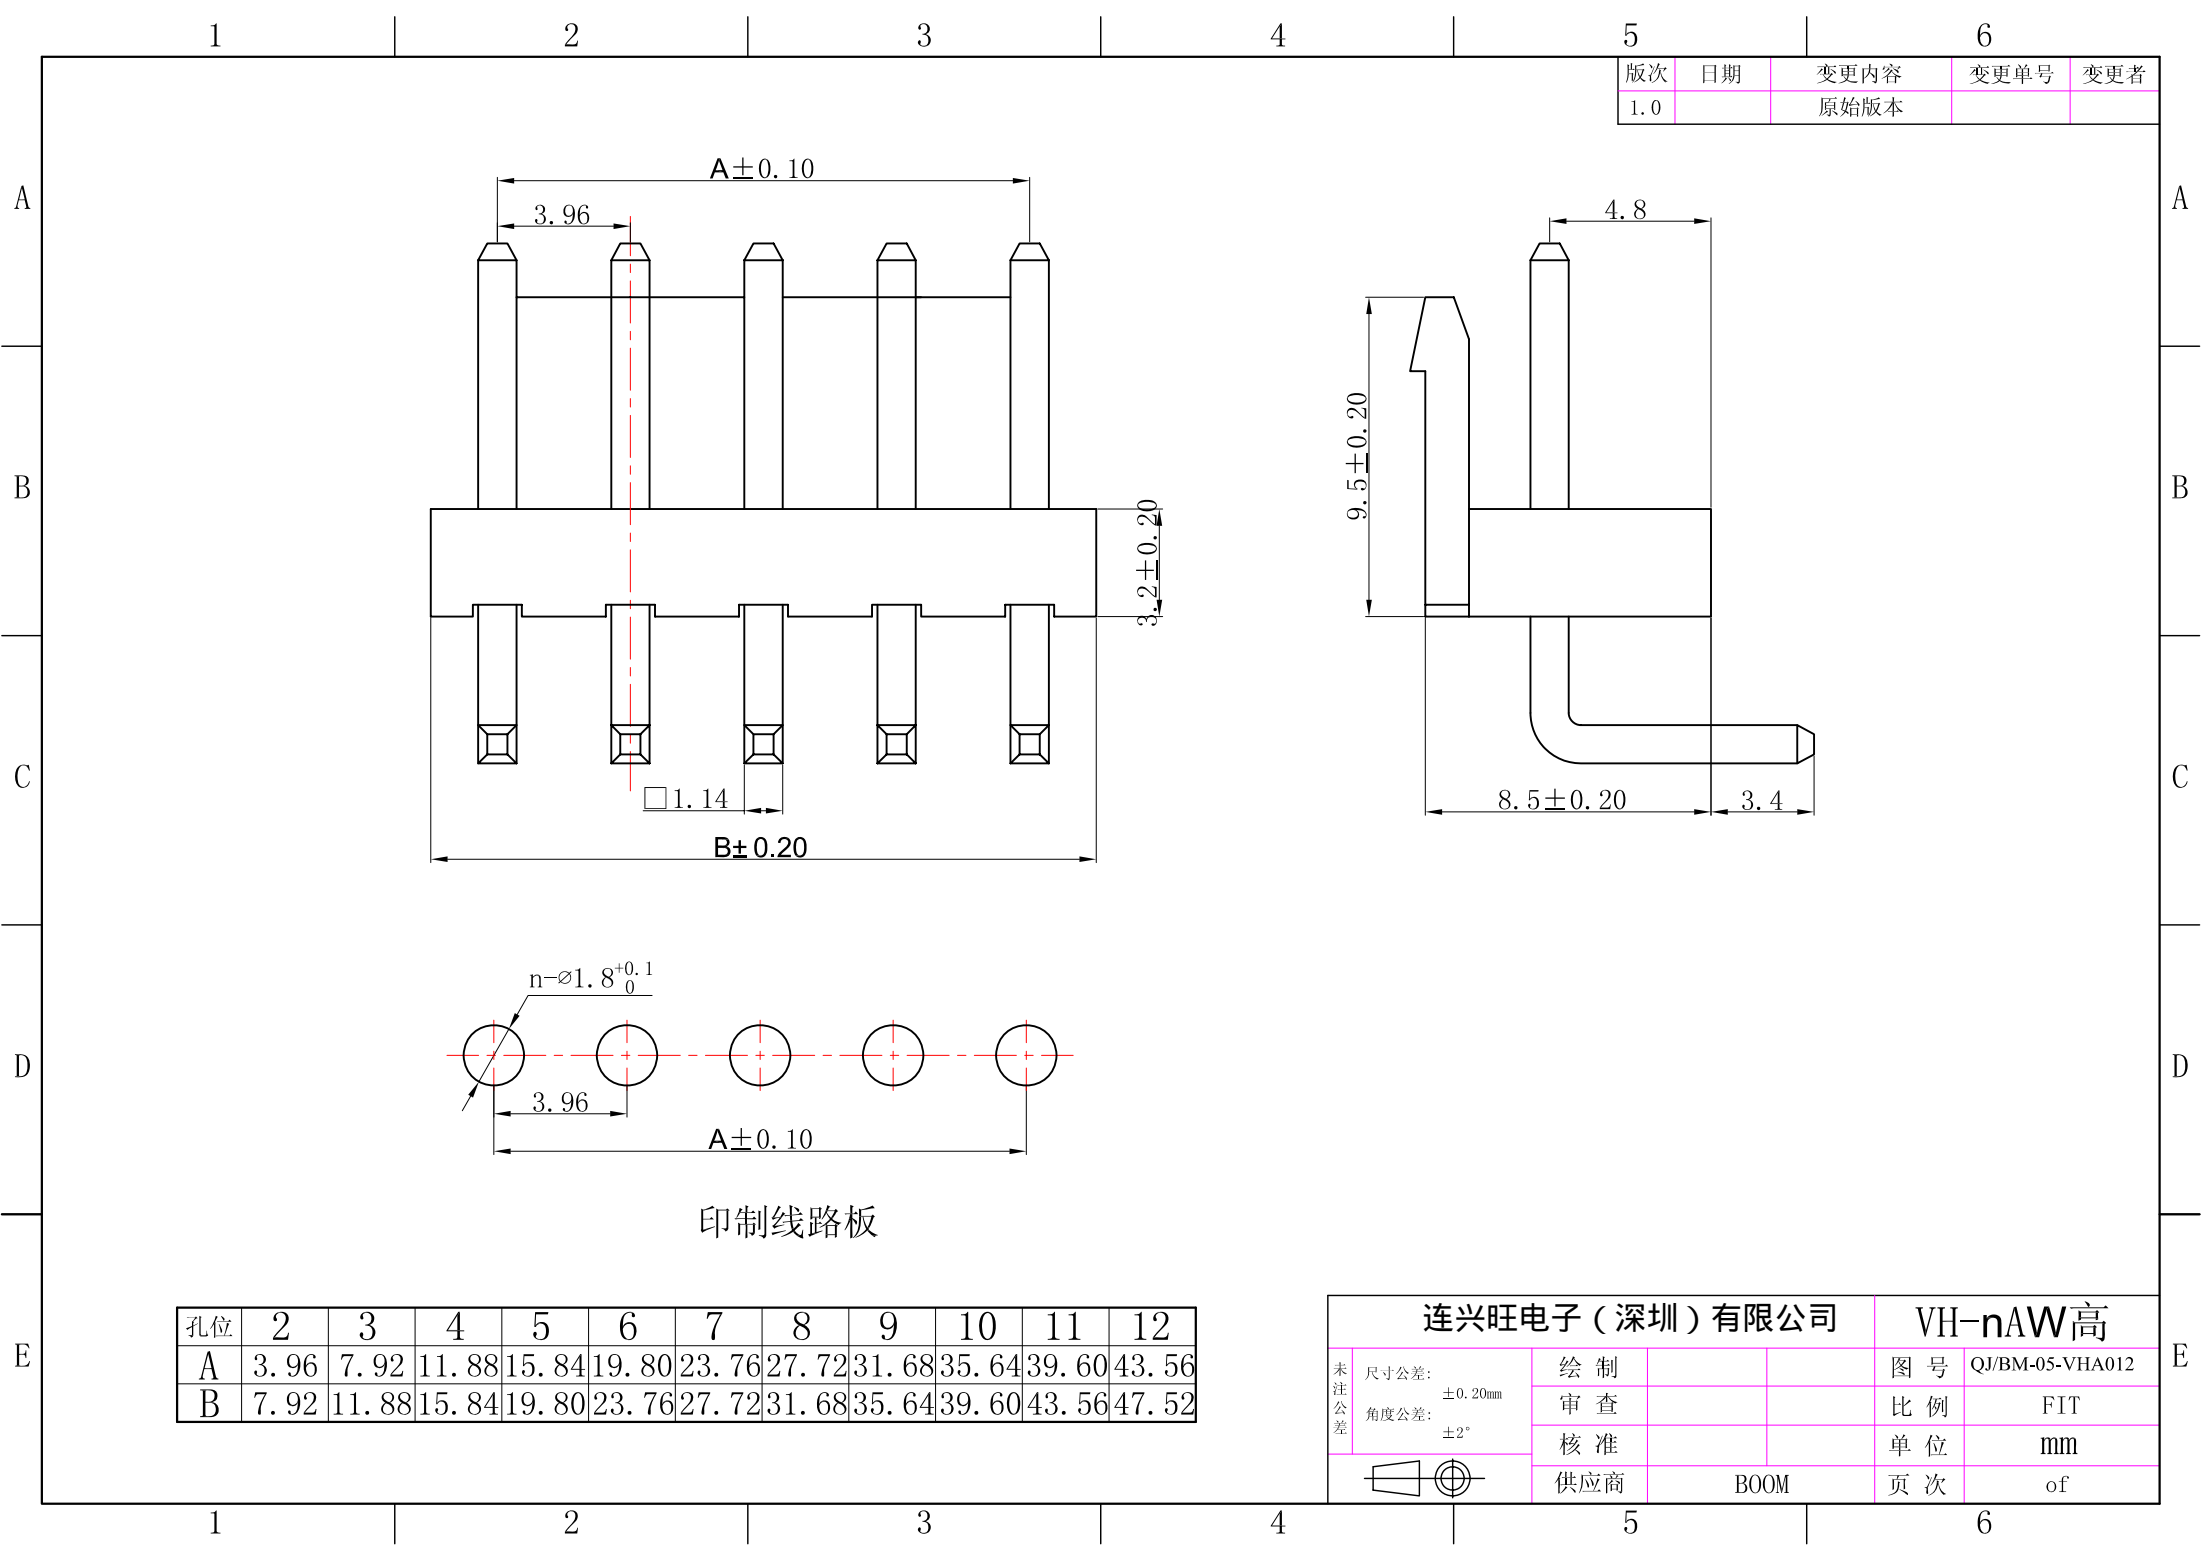 1 2 3 4 5 6
版次 日期 变更内容 变更单号 变更者
1.0 原始版本
A A
A±0.10
3.96
4.8
9.5±0.20
B B
3.2±0.20
C C
□1.14
8.5±0.20 3.4
B±0.20
n-⌀1.8 +0.1 0
D D
3.96
A±0.10
印制线路板
孔位 2 3 4 5 6 7 8 9 10 11 12
A 3.96 7.92 11.88 15.84 19.80 23.76 27.72 31.68 35.64 39.60 43.56
B 7.92 11.88 15.84 19.80 23.76 27.72 31.68 35.64 39.60 43.56 47.52
E E
连兴旺电子（深圳）有限公司 VH-nAW高
未注公差
尺寸公差:
±0.20mm
角度公差:
±2°
绘 制 图 号 QJ/BM-05-VHA012
审 查 比 例 FIT
核 准 单 位 mm
供应商 BOOM 页 次 of
1 2 3 4 5 6